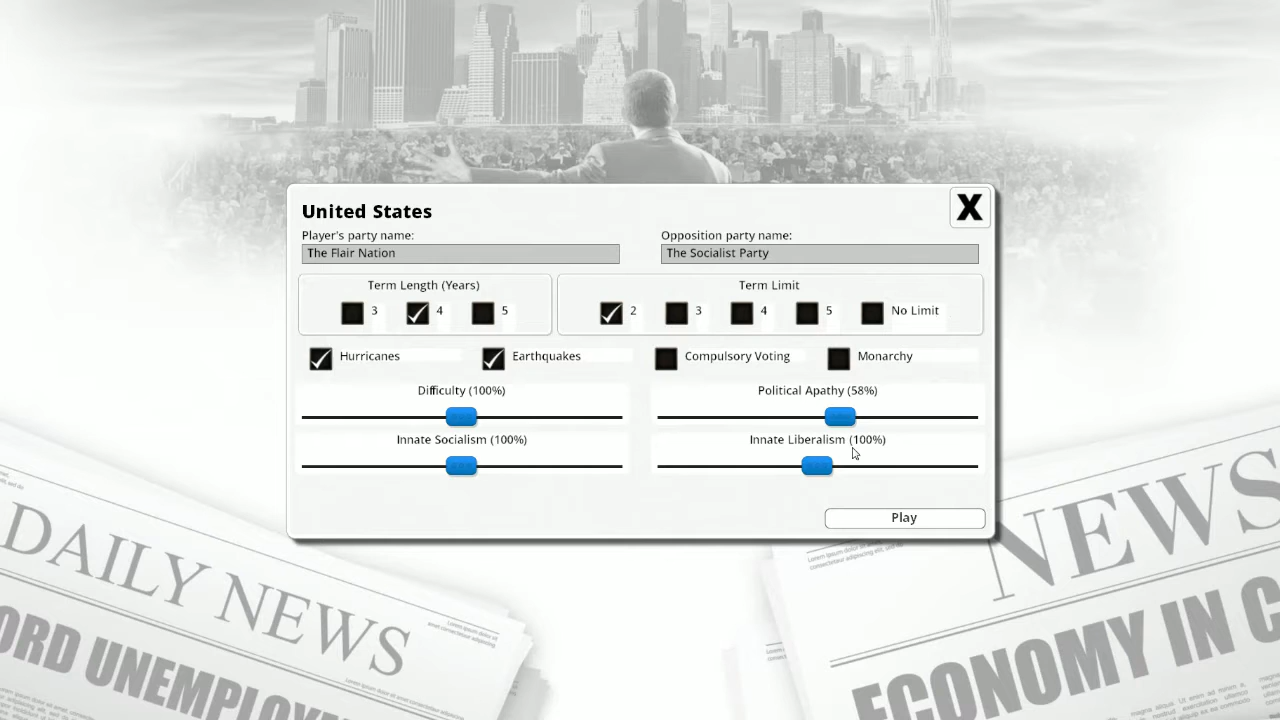 United States
X
Player's party name:
Opposition party name:
The Flair Nation
The Socialist Party
Term Length (Years)
Term Limit
3
4
5
2
3
4
5
No Limit
Hurricanes
Earthquakes
Compulsory Voting
Monarchy
Difficulty (100%)
Political Apathy (58%)
Innate Socialism (100%)
Innate Liberalism (100%)
Play
DAILY NEWS
ORD UNEMPLOY
NEWS
ECONOMY IN C